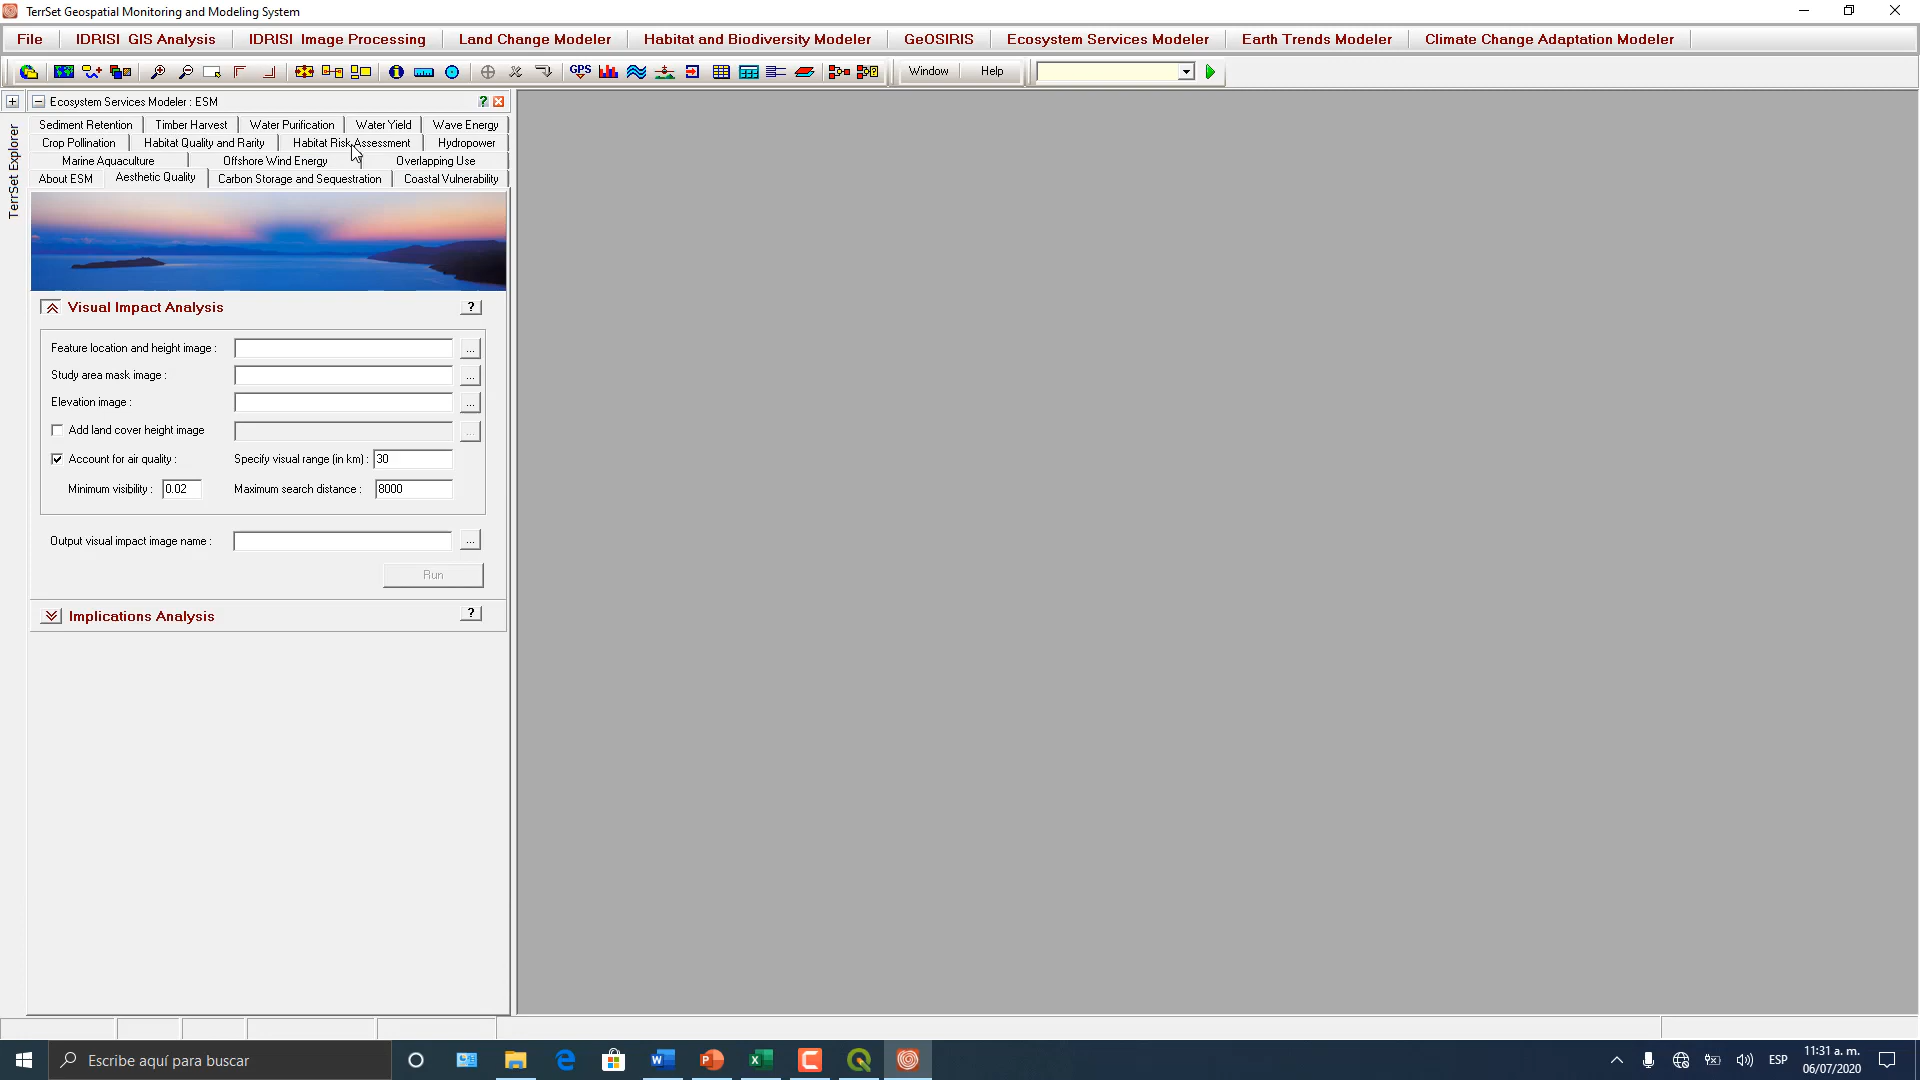 TerrSet Geospatial Monitoring and Modeling System
File IDRISI GIS Analysis IDRISI Image Processing Land Change Modeler Habitat and Biodiversity Modeler GeOSIRIS Ecosystem Services Modeler Earth Trends Modeler Climate Change Adaptation Modeler
GPS Window Help
Ecosystem Services Modeler : ESM ?
TerrSet Explorer
Sediment Retention Timber Harvest Water Purification Water Yield Wave Energy
Crop Pollination Habitat Quality and Rarity Habitat Risk Assessment Hydropower
Marine Aquaculture Offshore Wind Energy Overlapping Use
About ESM Aesthetic Quality Carbon Storage and Sequestration Coastal Vulnerability
Visual Impact Analysis ?
Feature location and height image : ...
Study area mask image : ...
Elevation image : ...
Add land cover height image ...
Account for air quality : Specify visual range (in km) : 30
Minimum visibility : 0.02 Maximum search distance : 8000
Output visual impact image name : ...
Run
Implications Analysis ?
Escribe aquí para buscar ESP 11:31 a. m.
06/07/2020